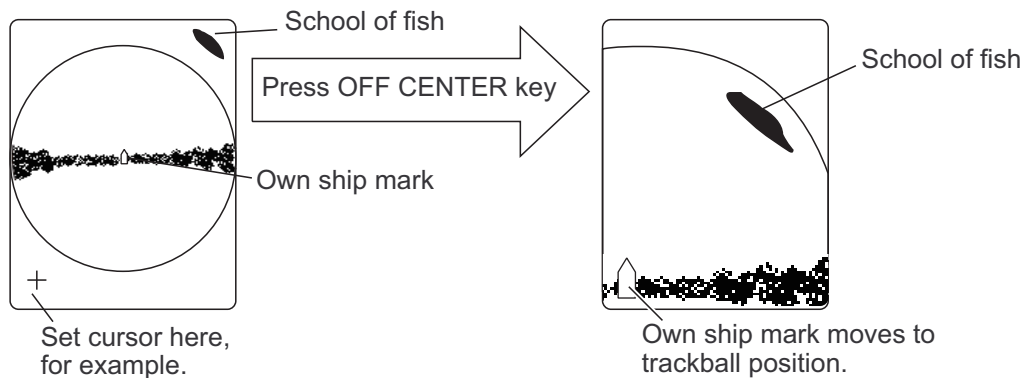 School of fish
Press OFF CENTER key
School of fish
Own ship mark
Set cursor here,
for example.
Own ship mark moves to
trackball position.